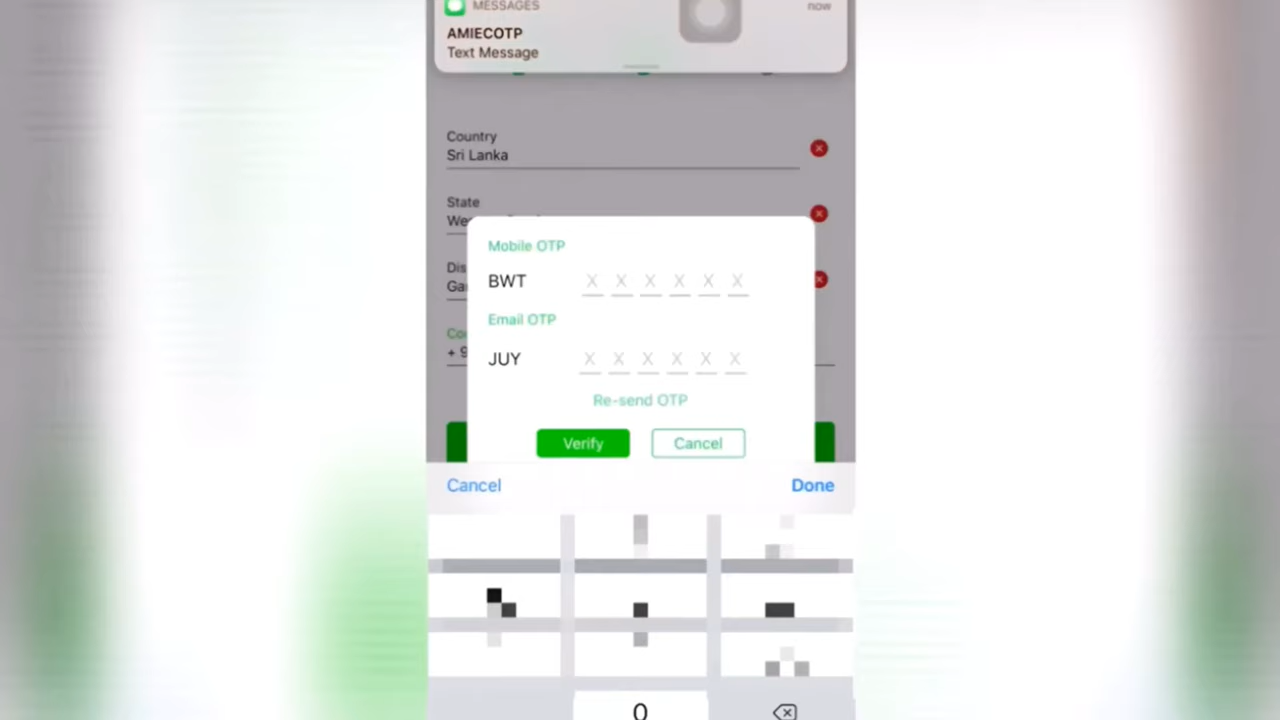 MESSAGES
now
AMIECOTP
Text Message
Country
Sri Lanka
State
Mobile OTP
BWT X X X X X X
Email OTP
JUY X X X X X X
+ 9
Re-send OTP
Verify
Cancel
Cancel
Done
0